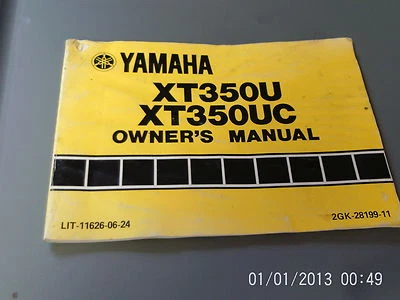 YAMAHA
XT350U
XT350UC
OWNER'S MANUAL
LIT-11626-06-24 2GK-28199-11
01/01/2013 00:49